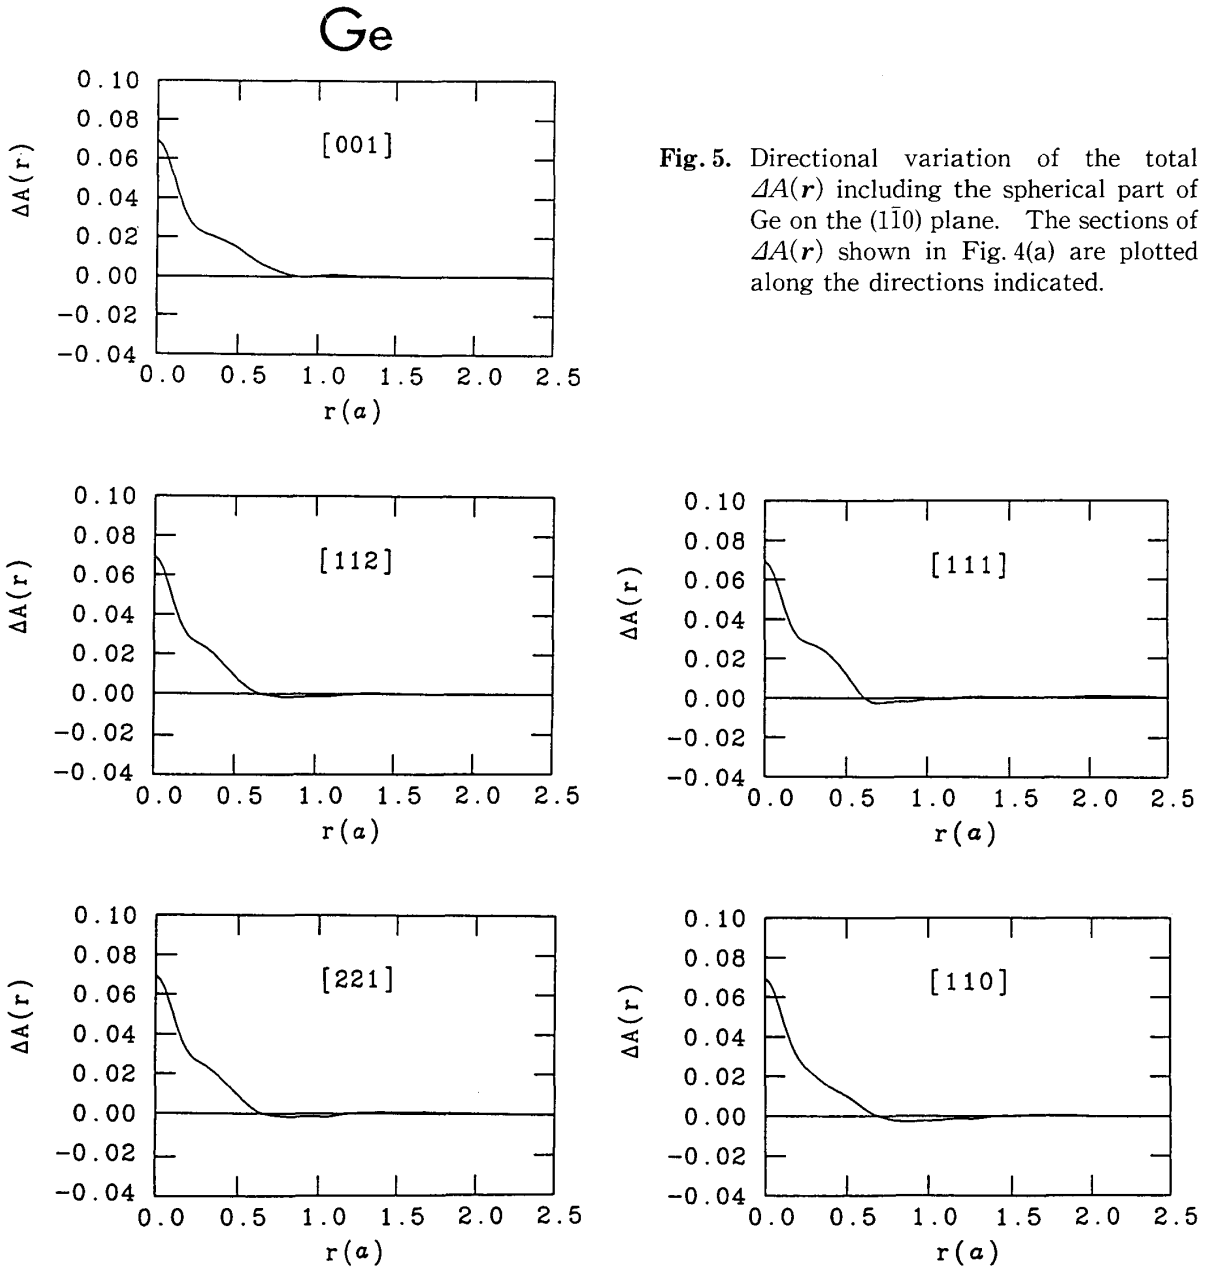 Ge
0.10
0.08
0.06
0.04
0.02
0.00
-0.02
-0.04
ΔA(r)
[001]
0.0 0.5 1.0 1.5 2.0 2.5
r(a)
Fig. 5. Directional variation of the total
ΔA(r) including the spherical part of
Ge on the (11̄0) plane. The sections of
ΔA(r) shown in Fig. 4(a) are plotted
along the directions indicated.
0.10
0.08
0.06
0.04
0.02
0.00
-0.02
-0.04
ΔA(r)
[112]
0.0 0.5 1.0 1.5 2.0 2.5
r(a)
0.10
0.08
0.06
0.04
0.02
0.00
-0.02
-0.04
ΔA(r)
[111]
0.0 0.5 1.0 1.5 2.0 2.5
r(a)
0.10
0.08
0.06
0.04
0.02
0.00
-0.02
-0.04
ΔA(r)
[221]
0.0 0.5 1.0 1.5 2.0 2.5
r(a)
0.10
0.08
0.06
0.04
0.02
0.00
-0.02
-0.04
ΔA(r)
[110]
0.0 0.5 1.0 1.5 2.0 2.5
r(a)